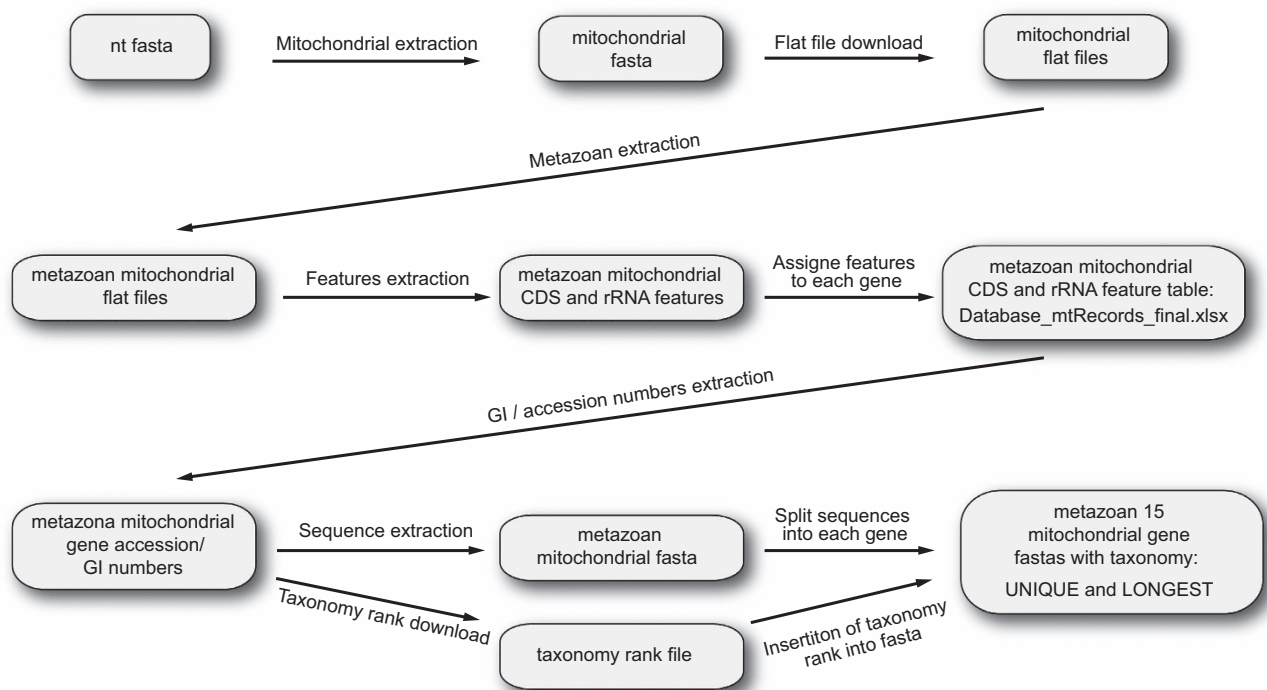 nt fasta
Mitochondrial extraction
mitochondrial
fasta
Flat file download
mitochondrial
flat files
Metazoan extraction
metazoan mitochondrial
flat files
Features extraction
metazoan mitochondrial
CDS and rRNA features
Assigne features
to each gene
metazoan mitochondrial
CDS and rRNA feature table:
Database_mtRecords_final.xlsx
GI / accession numbers extraction
metazona mitochondrial
gene accession/
GI numbers
Sequence extraction
metazoan
mitochondrial fasta
Split sequences
into each gene
metazoan 15
mitochondrial gene
fastas with taxonomy:
UNIQUE and LONGEST
Taxonomy rank download
taxonomy rank file
Insertiton of taxonomy
rank into fasta